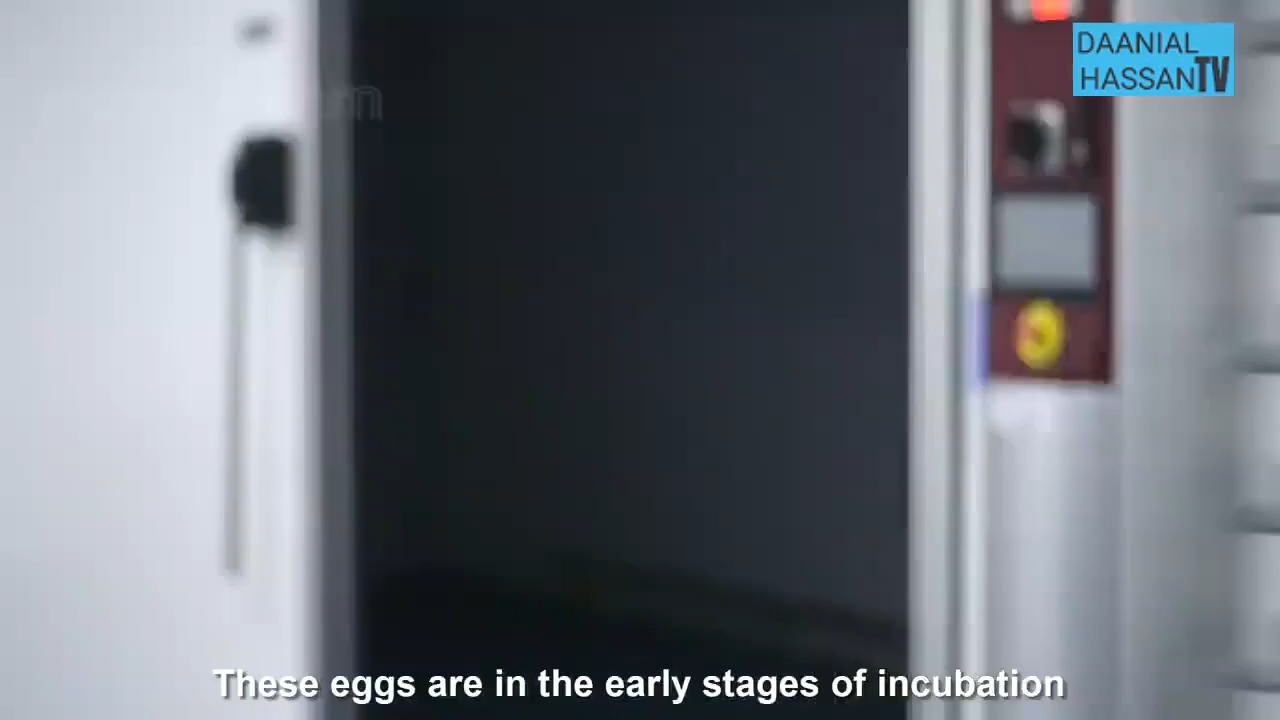 DAANIAL
HASSANTV
These eggs are in the early stages of incubation